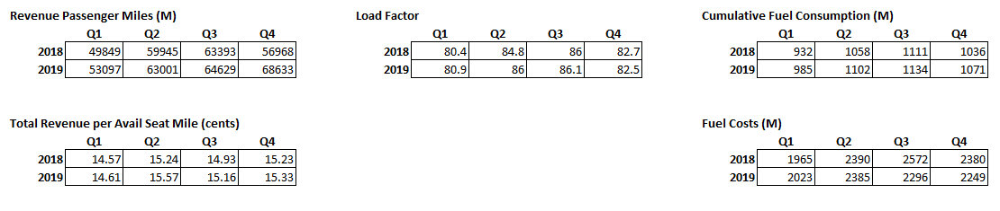 Revenue Passenger Miles (M)
Q1 Q2 Q3 Q4
2018 49849 59945 63393 56968
2019 53097 63001 64629 68633
Load Factor
Q1 Q2 Q3 Q4
2018 80.4 84.8 86 82.7
2019 80.9 86 86.1 82.5
Cumulative Fuel Consumption (M)
Q1 Q2 Q3 Q4
2018 932 1058 1111 1036
2019 985 1102 1134 1071
Total Revenue per Avail Seat Mile (cents)
Q1 Q2 Q3 Q4
2018 14.57 15.24 14.93 15.23
2019 14.61 15.57 15.16 15.33
Fuel Costs (M)
Q1 Q2 Q3 Q4
2018 1965 2390 2572 2380
2019 2023 2385 2296 2249